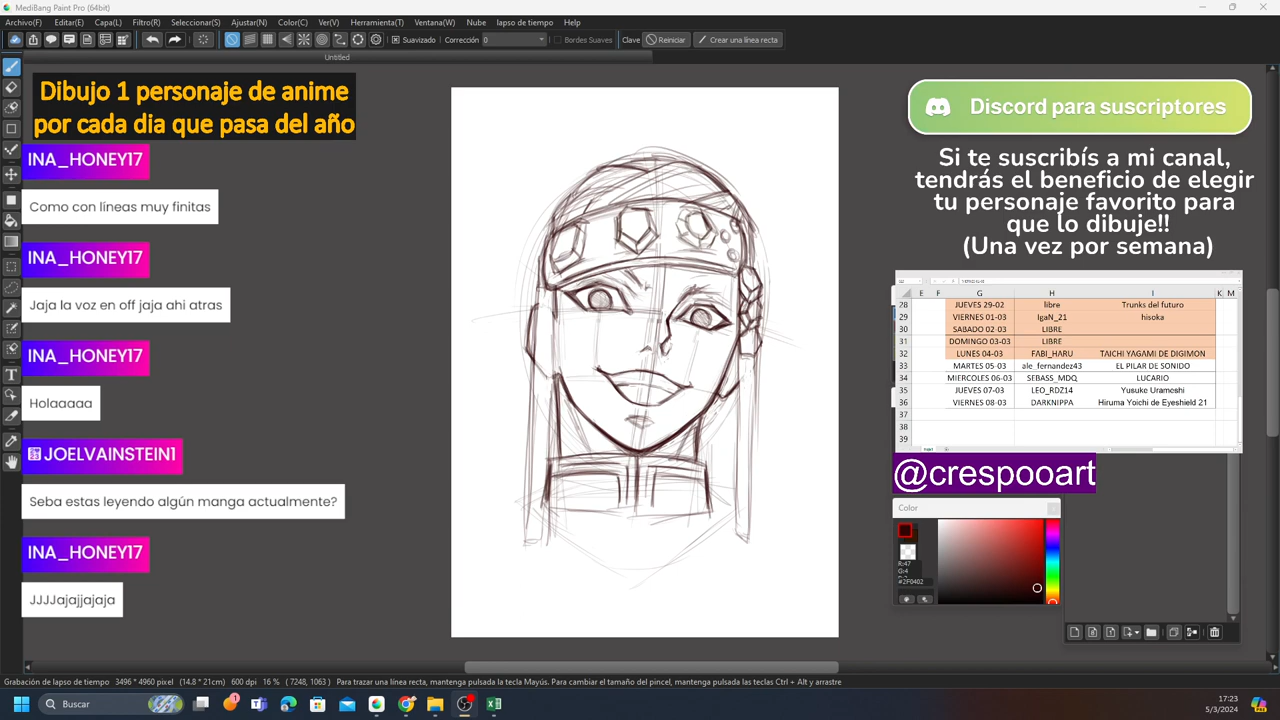 MediBang Paint Pro (64bit)
Archivo(F) Editar(E) Capa(L) Filtro(R) Seleccionar(S) Ajustar(N) Color(C) Ver(V) Herramienta(T) Ventana(W) Nube lapso de tiempo Help
Suavizado Corrección 0 Bordes Suaves Clave Reiniciar Crear una línea recta
Untitled
Dibujo 1 personaje de anime
por cada dia que pasa del año
INA_HONEY17
Como con líneas muy finitas
INA_HONEY17
Jaja la voz en off jaja ahi atras
INA_HONEY17
Holaaaaa
JOELVAINSTEIN1
Seba estas leyendo algún manga actualmente?
INA_HONEY17
JJJJajajjajaja
Discord para suscriptores
Si te suscribís a mi canal,
tendrás el beneficio de elegir
tu personaje favorito para
que lo dibuje!!
(Una vez por semana)
E F G H I K L
28 JUEVES 29-02 libre Trunks del futuro
29 VIERNES 01-03 IgaN_21 hisoka
30 SABADO 02-03 LIBRE
31 DOMINGO 03-03 LIBRE
32 LUNES 04-03 FABI_HARU TAICHI YAGAMI DE DIGIMON
33 MARTES 05-03 ale_fernandez43 EL PILAR DE SONIDO
34 MIERCOLES 06-03 SEBASS_MDQ LUCARIO
35 JUEVES 07-03 LEO_RDZ14 Yusuke Urameshi
36 VIERNES 08-03 DARKNIPPA Hiruma Yoichi de Eyeshield 21
37
38
39
@crespooart
Color
R:47
G:4
#2F0402
Grabación de lapso de tiempo 3496 * 4960 pixel (14.8 * 21cm) 600 dpi 16 % ( 7248, 1063 ) Para trazar una línea recta, mantenga pulsada la tecla Mayús. Para cambiar el tamaño del pincel, mantenga pulsadas las teclas Ctrl + Alt y arrastre
Buscar
17:23
5/3/2024